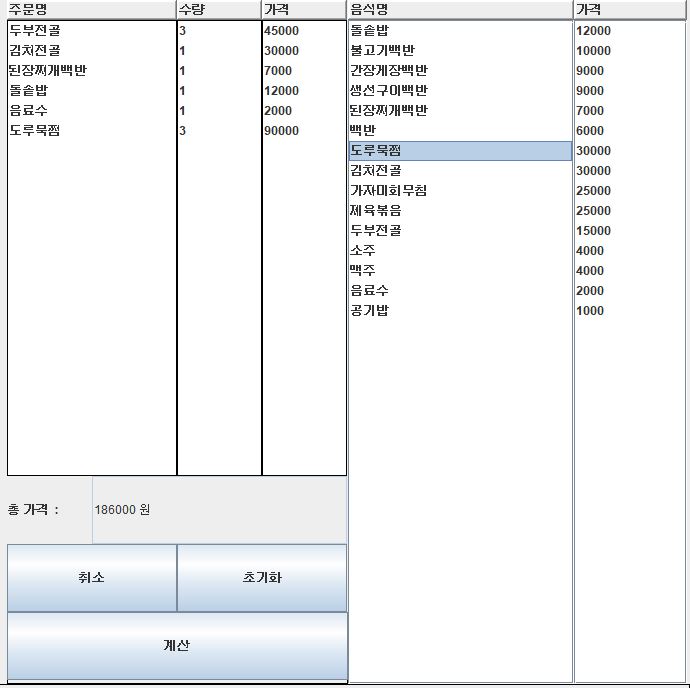 주문명 수량 가격
두부전골 3 45000
김치전골 1 30000
된장찌개백반 1 7000
돌솥밥 1 12000
음료수 1 2000
도루묵찜 3 90000
총 가격 : 186000 원
취소 초기화
계산
음식명 가격
돌솥밥 12000
불고기백반 10000
간장게장백반 9000
생선구이백반 9000
된장찌개백반 7000
백반 6000
도루묵찜 30000
김치전골 30000
가자미회무침 25000
제육볶음 25000
두부전골 15000
소주 4000
맥주 4000
음료수 2000
공기밥 1000